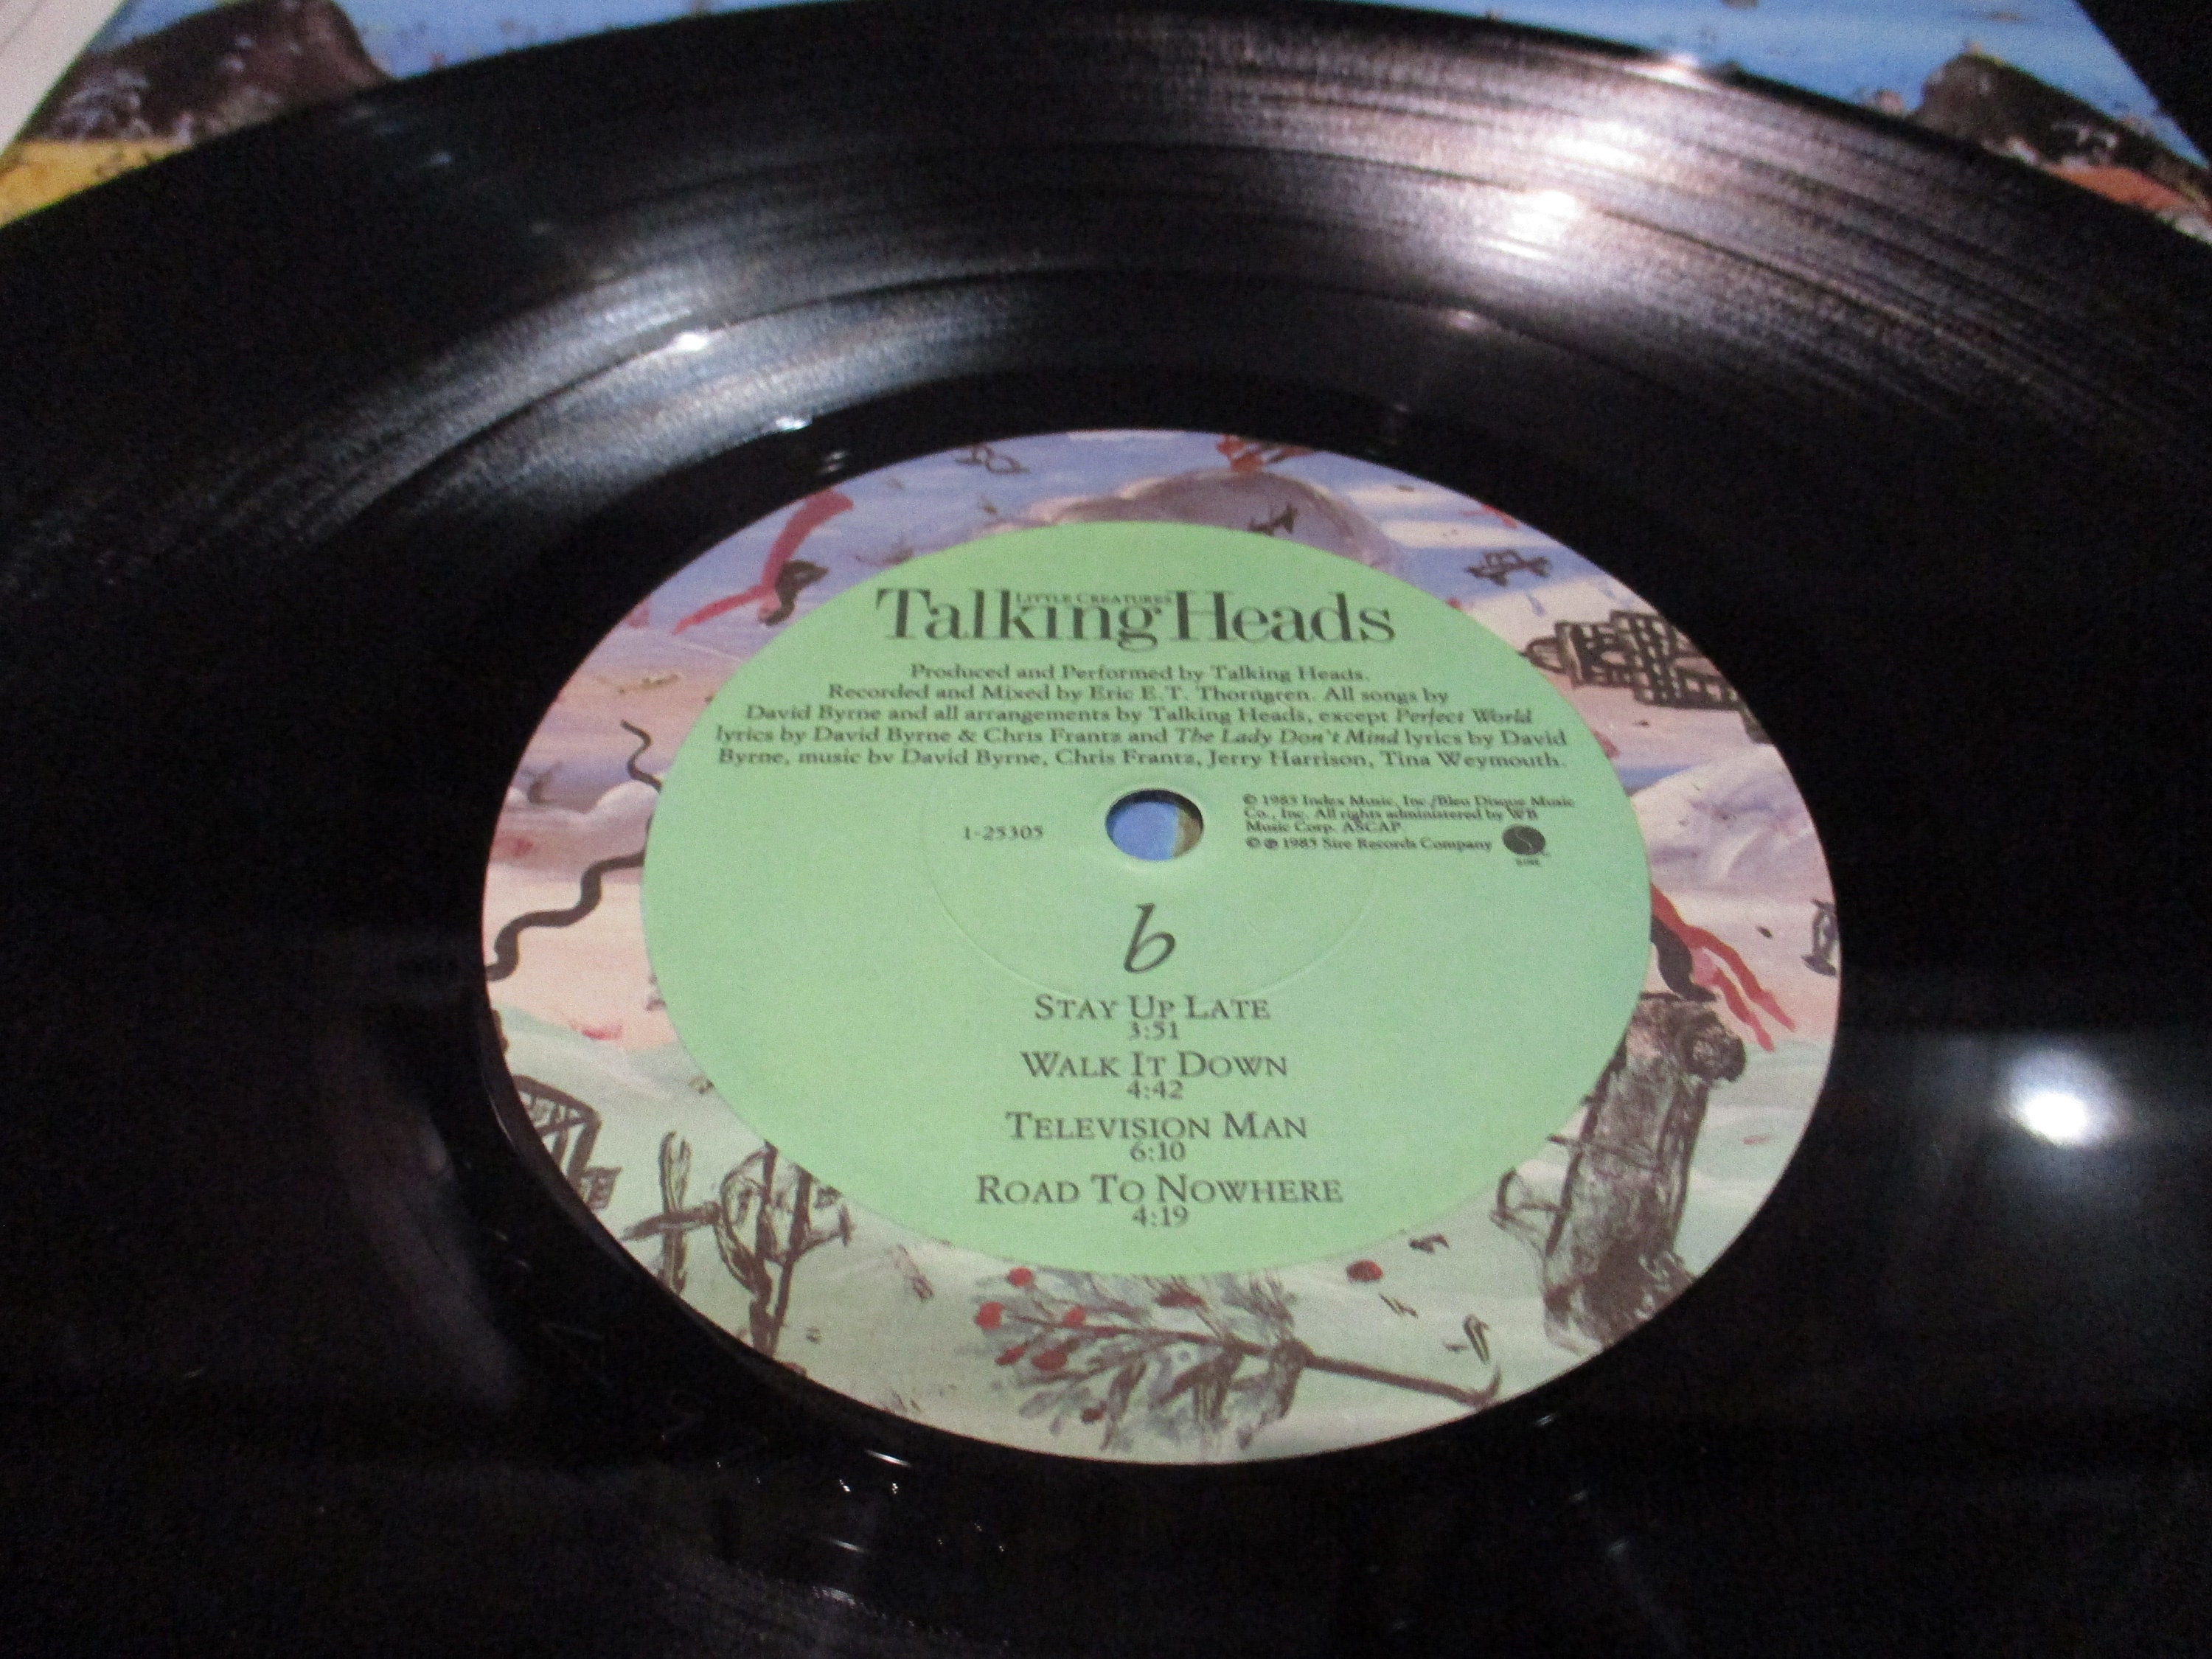 LITTLE CREATURES
Talking Heads
Produced and Performed by Talking Heads.
Recorded and Mixed by Eric E.T. Thorngren. All songs by
David Byrne and all arrangements by Talking Heads, except Perfect World
lyrics by David Byrne & Chris Frantz and The Lady Don't Mind lyrics by David
Byrne, music by David Byrne, Chris Frantz, Jerry Harrison, Tina Weymouth.
1-25305
© 1985 Index Music, Inc./Bleu Disque Music
Co., Inc. All rights administered by WB
Music Corp. ASCAP
© ℗ 1985 Sire Records Company
SIRE
b
STAY UP LATE
3:51
WALK IT DOWN
4:42
TELEVISION MAN
6:10
ROAD TO NOWHERE
4:19